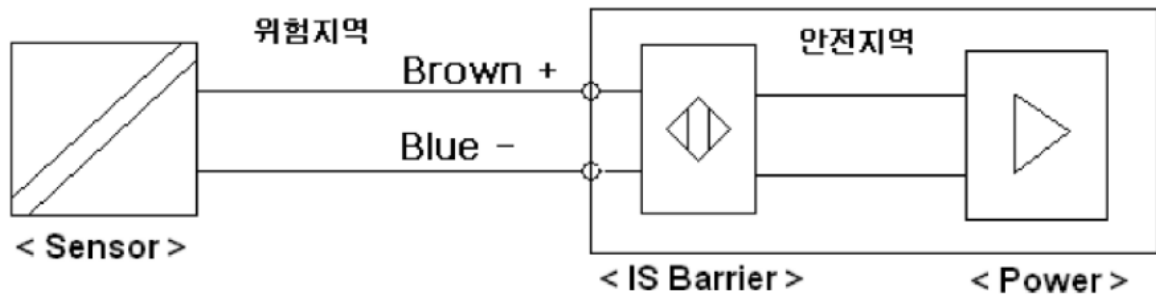 위험지역
안전지역
Brown +
Blue -
< Sensor >
< IS Barrier >
< Power >